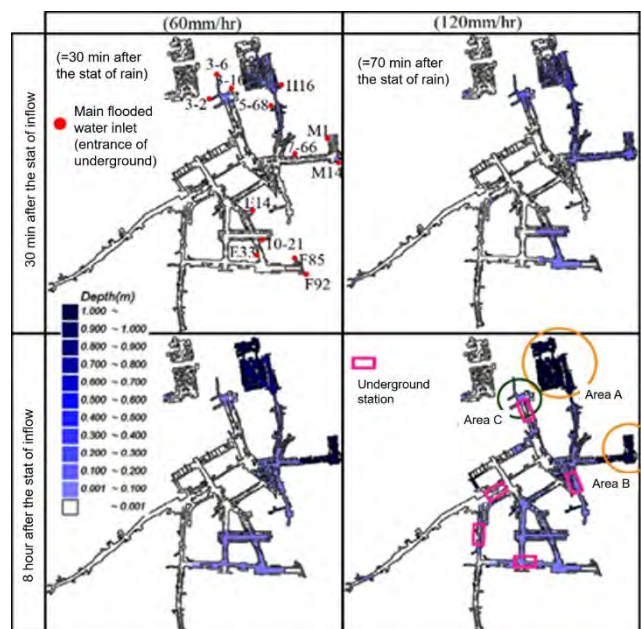 (60mm/hr)
(120mm/hr)
30 min after the stat of inflow
(=30 min after
the stat of rain)
3-6
3-16
3-2
5-68
H16
M1
7-66
M14
Main flooded
water inlet
(entrance of
underground)
10-21
F33
F85
F92
(=70 min after
the stat of rain)
8 hour after the stat of inflow
Depth(m)
1.000 ~
0.900 ~ 1.000
0.800 ~ 0.900
0.700 ~ 0.800
0.600 ~ 0.700
0.500 ~ 0.600
0.400 ~ 0.500
0.300 ~ 0.400
0.200 ~ 0.300
0.100 ~ 0.200
0.001 ~ 0.100
~ 0.001
Underground
station
Area A
Area C
Area B